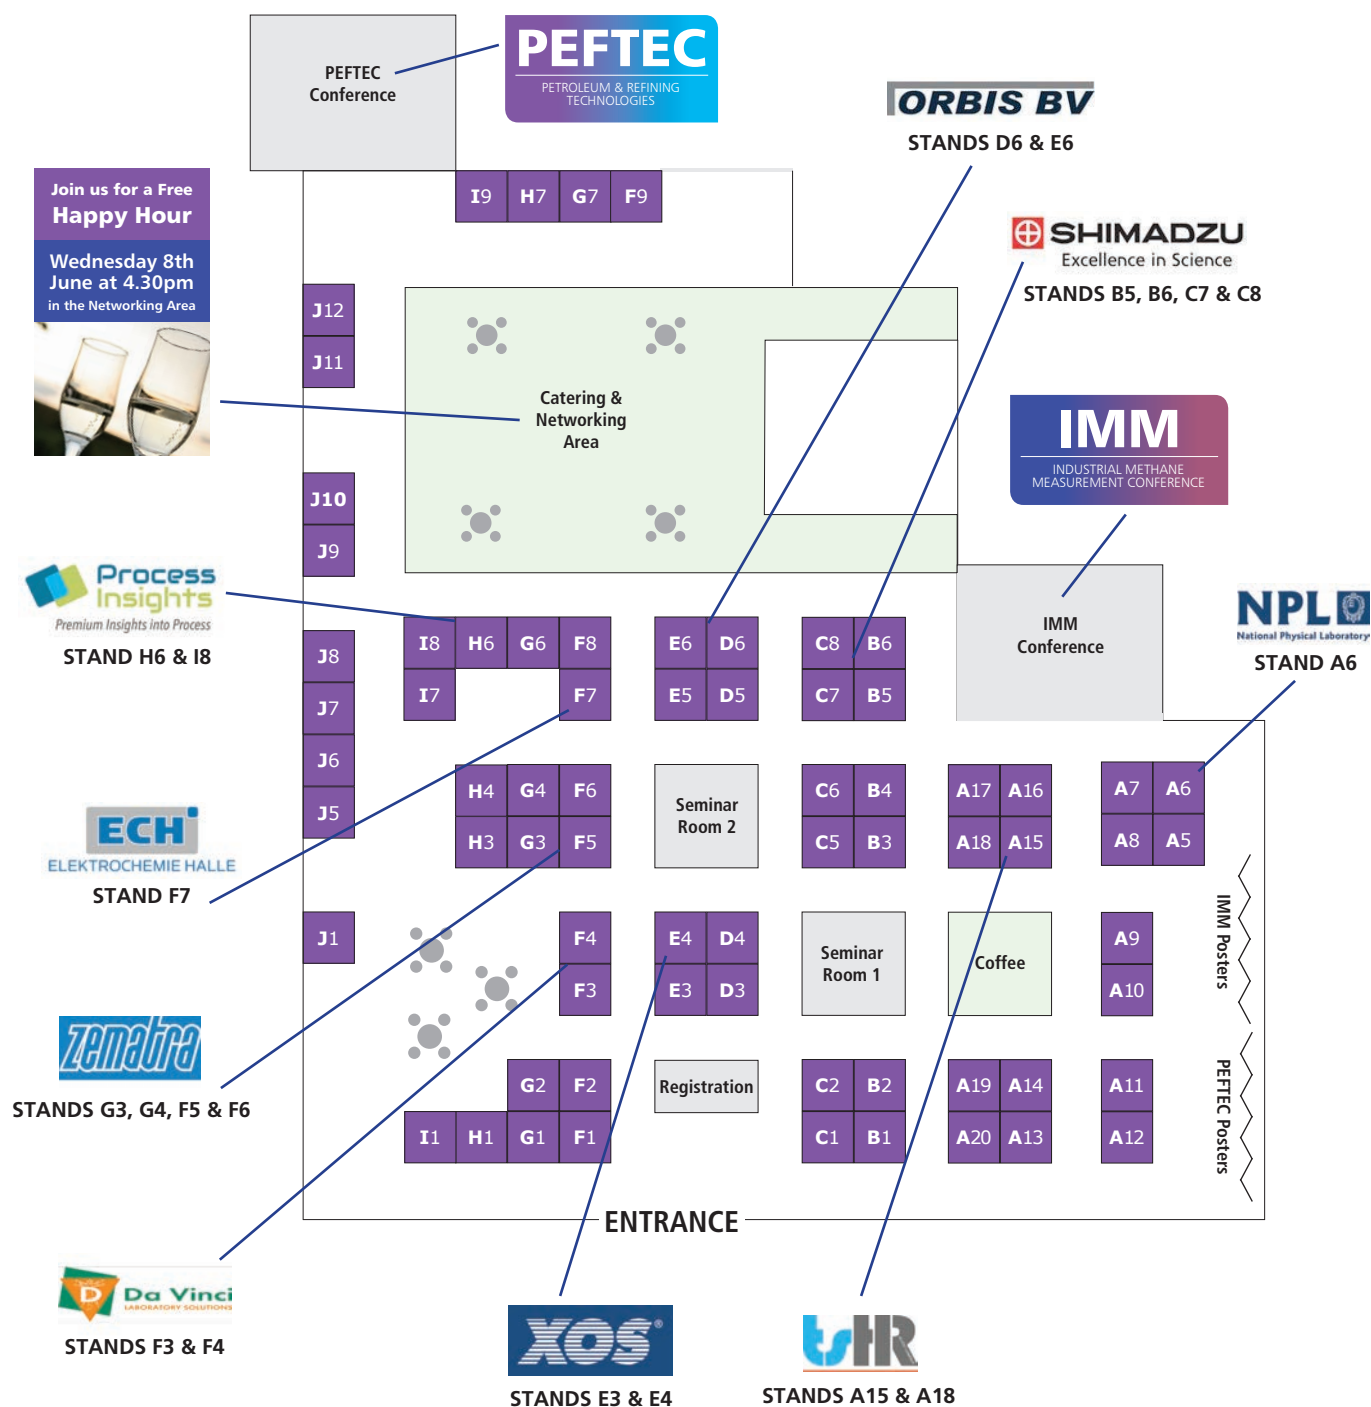 PEFTEC
Conference
PEFTEC
PETROLEUM & REFINING
TECHNOLOGIES
ORBIS BV
STANDS D6 & E6
Join us for a Free
Happy Hour
Wednesday 8th
June at 4.30pm
in the Networking Area
I9 H7 G7 F9
SHIMADZU
Excellence in Science
STANDS B5, B6, C7 & C8
J12
J11
Catering &
Networking
Area
IMM
INDUSTRIAL METHANE
MEASUREMENT CONFERENCE
J10
J9
Process
Insights
Premium Insights into Process
STAND H6 & I8
NPL
National Physical Laboratory
STAND A6
IMM
Conference
I8 H6 G6 F8 E6 D6 C8 B6
I7 F7 E5 D5 C7 B5
J8
J7
J6
J5
H4 G4 F6
H3 G3 F5
Seminar
Room 2
C6 B4 A17 A16 A7 A6
C5 B3 A18 A15 A8 A5
ECH
ELEKTROCHEMIE HALLE
STAND F7
J1
F4 E4 D4
F3 E3 D3
Seminar
Room 1
Coffee
A9
A10
IMM Posters
zematra
STANDS G3, G4, F5 & F6
G2 F2
I1 H1 G1 F1
Registration
C2 B2 A19 A14 A11
C1 B1 A20 A13 A12
PEFTEC Posters
ENTRANCE
D
Da Vinci
LABORATORY SOLUTIONS
STANDS F3 & F4
XOS®
STANDS E3 & E4
tsHR
STANDS A15 & A18